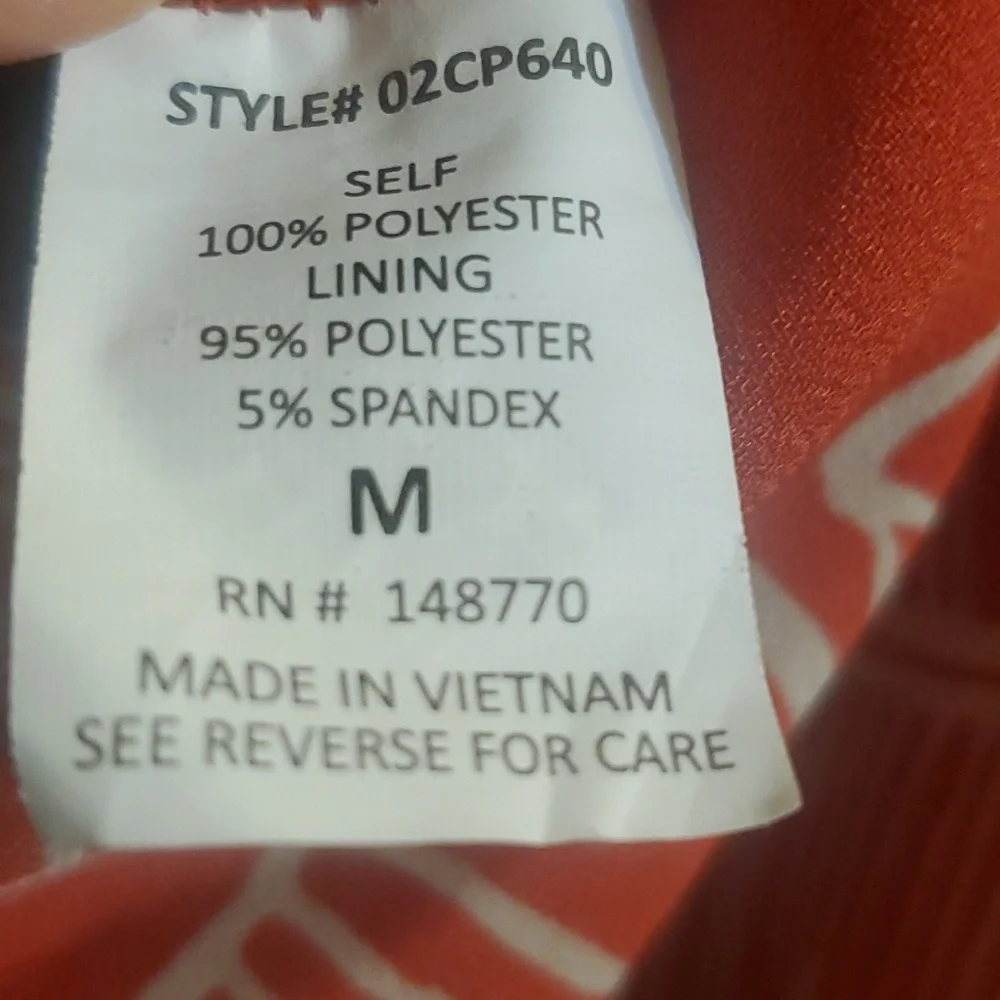 STYLE# 02CP640
SELF
100% POLYESTER
LINING
95% POLYESTER
5% SPANDEX
M
RN # 148770
MADE IN VIETNAM
SEE REVERSE FOR CARE